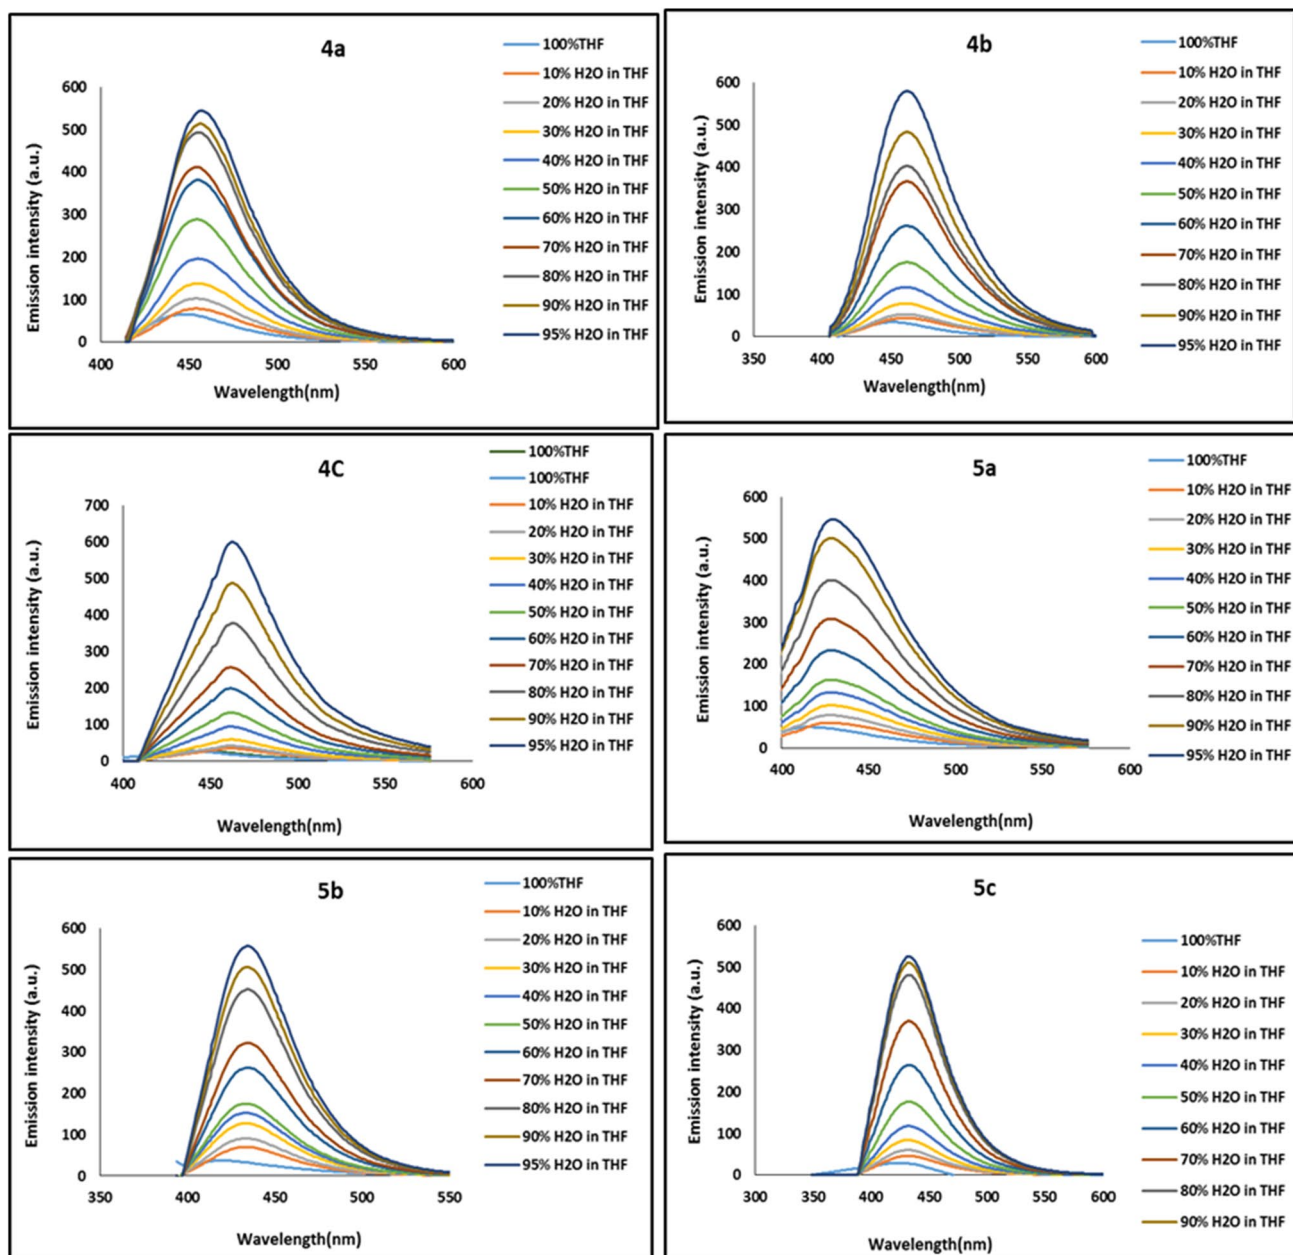 4a
100%THF
10% H2O in THF
20% H2O in THF
30% H2O in THF
40% H2O in THF
50% H2O in THF
60% H2O in THF
70% H2O in THF
80% H2O in THF
90% H2O in THF
95% H2O in THF
Emission intensity (a.u.)
600
500
400
300
200
100
0
400 450 500 550 600
Wavelength(nm)
4b
100%THF
10% H2O in THF
20% H2O in THF
30% H2O in THF
40% H2O in THF
50% H2O in THF
60% H2O in THF
70% H2O in THF
80% H2O in THF
90% H2O in THF
95% H2O in THF
Emission intensity (a.u.)
600
500
400
300
200
100
0
350 400 450 500 550 600
Wavelength(nm)
4C
100%THF
100%THF
10% H2O in THF
20% H2O in THF
30% H2O in THF
40% H2O in THF
50% H2O in THF
60% H2O in THF
70% H2O in THF
80% H2O in THF
90% H2O in THF
95% H2O in THF
Emission intensity (a.u.)
700
600
500
400
300
200
100
0
400 450 500 550 600
Wavelength(nm)
5a
100%THF
10% H2O in THF
20% H2O in THF
30% H2O in THF
40% H2O in THF
50% H2O in THF
60% H2O in THF
70% H2O in THF
80% H2O in THF
90% H2O in THF
95% H2O in THF
Emission intensity (a.u.)
600
500
400
300
200
100
0
400 450 500 550 600
Wavelength(nm)
5b
100%THF
10% H2O in THF
20% H2O in THF
30% H2O in THF
40% H2O in THF
50% H2O in THF
60% H2O in THF
70% H2O in THF
80% H2O in THF
90% H2O in THF
95% H2O in THF
Emission intensity (a.u.)
600
500
400
300
200
100
0
350 400 450 500 550
Wavelength(nm)
5c
100%THF
10% H2O in THF
20% H2O in THF
30% H2O in THF
40% H2O in THF
50% H2O in THF
60% H2O in THF
70% H2O in THF
80% H2O in THF
90% H2O in THF
Emission intensity (a.u.)
600
500
400
300
200
100
0
300 350 400 450 500 550 600
Wavelength(nm)